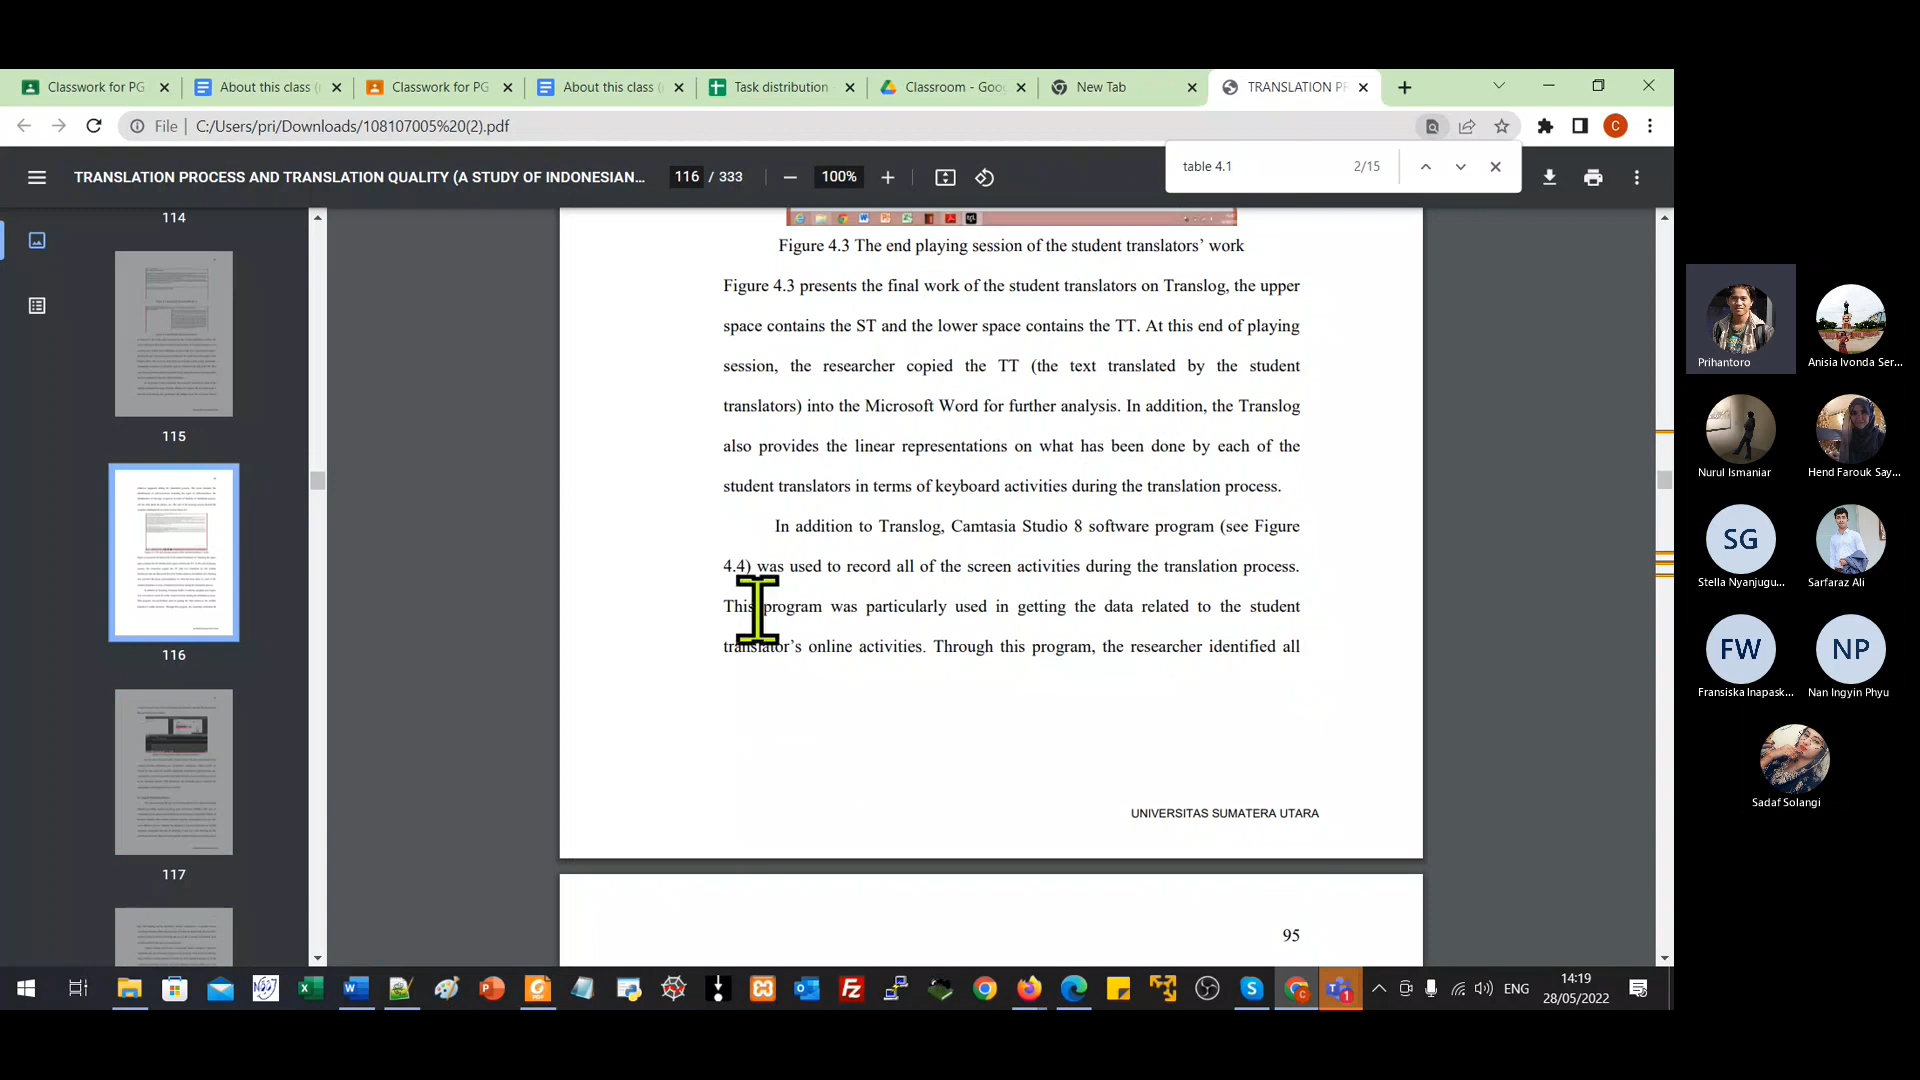 Classwork for PG
About this class (
Classwork for PG
About this class (
Task distribution
Classroom - Goo
New Tab
TRANSLATION PR
File | C:/Users/pri/Downloads/108107005%20(2).pdf
C
table 4.1 2/15
TRANSLATION PROCESS AND TRANSLATION QUALITY (A STUDY OF INDONESIAN...
116 / 333
100%
114
115
116
117
Figure 4.3 The end playing session of the student translators’ work
Figure 4.3 presents the final work of the student translators on Translog, the upper
space contains the ST and the lower space contains the TT. At this end of playing
session, the researcher copied the TT (the text translated by the student
translators) into the Microsoft Word for further analysis. In addition, the Translog
also provides the linear representations on what has been done by each of the
student translators in terms of keyboard activities during the translation process.
In addition to Translog, Camtasia Studio 8 software program (see Figure
4.4) was used to record all of the screen activities during the translation process.
This program was particularly used in getting the data related to the student
translator’s online activities. Through this program, the researcher identified all
UNIVERSITAS SUMATERA UTARA
95
Prihantoro
Anisia Ivonda Ser...
Nurul Ismaniar
Hend Farouk Say...
SG
Stella Nyanjugu...
Sarfaraz Ali
FW
Fransiska Inapask...
NP
Nan Ingyin Phyu
Sadaf Solangi
ENG
14:19
28/05/2022